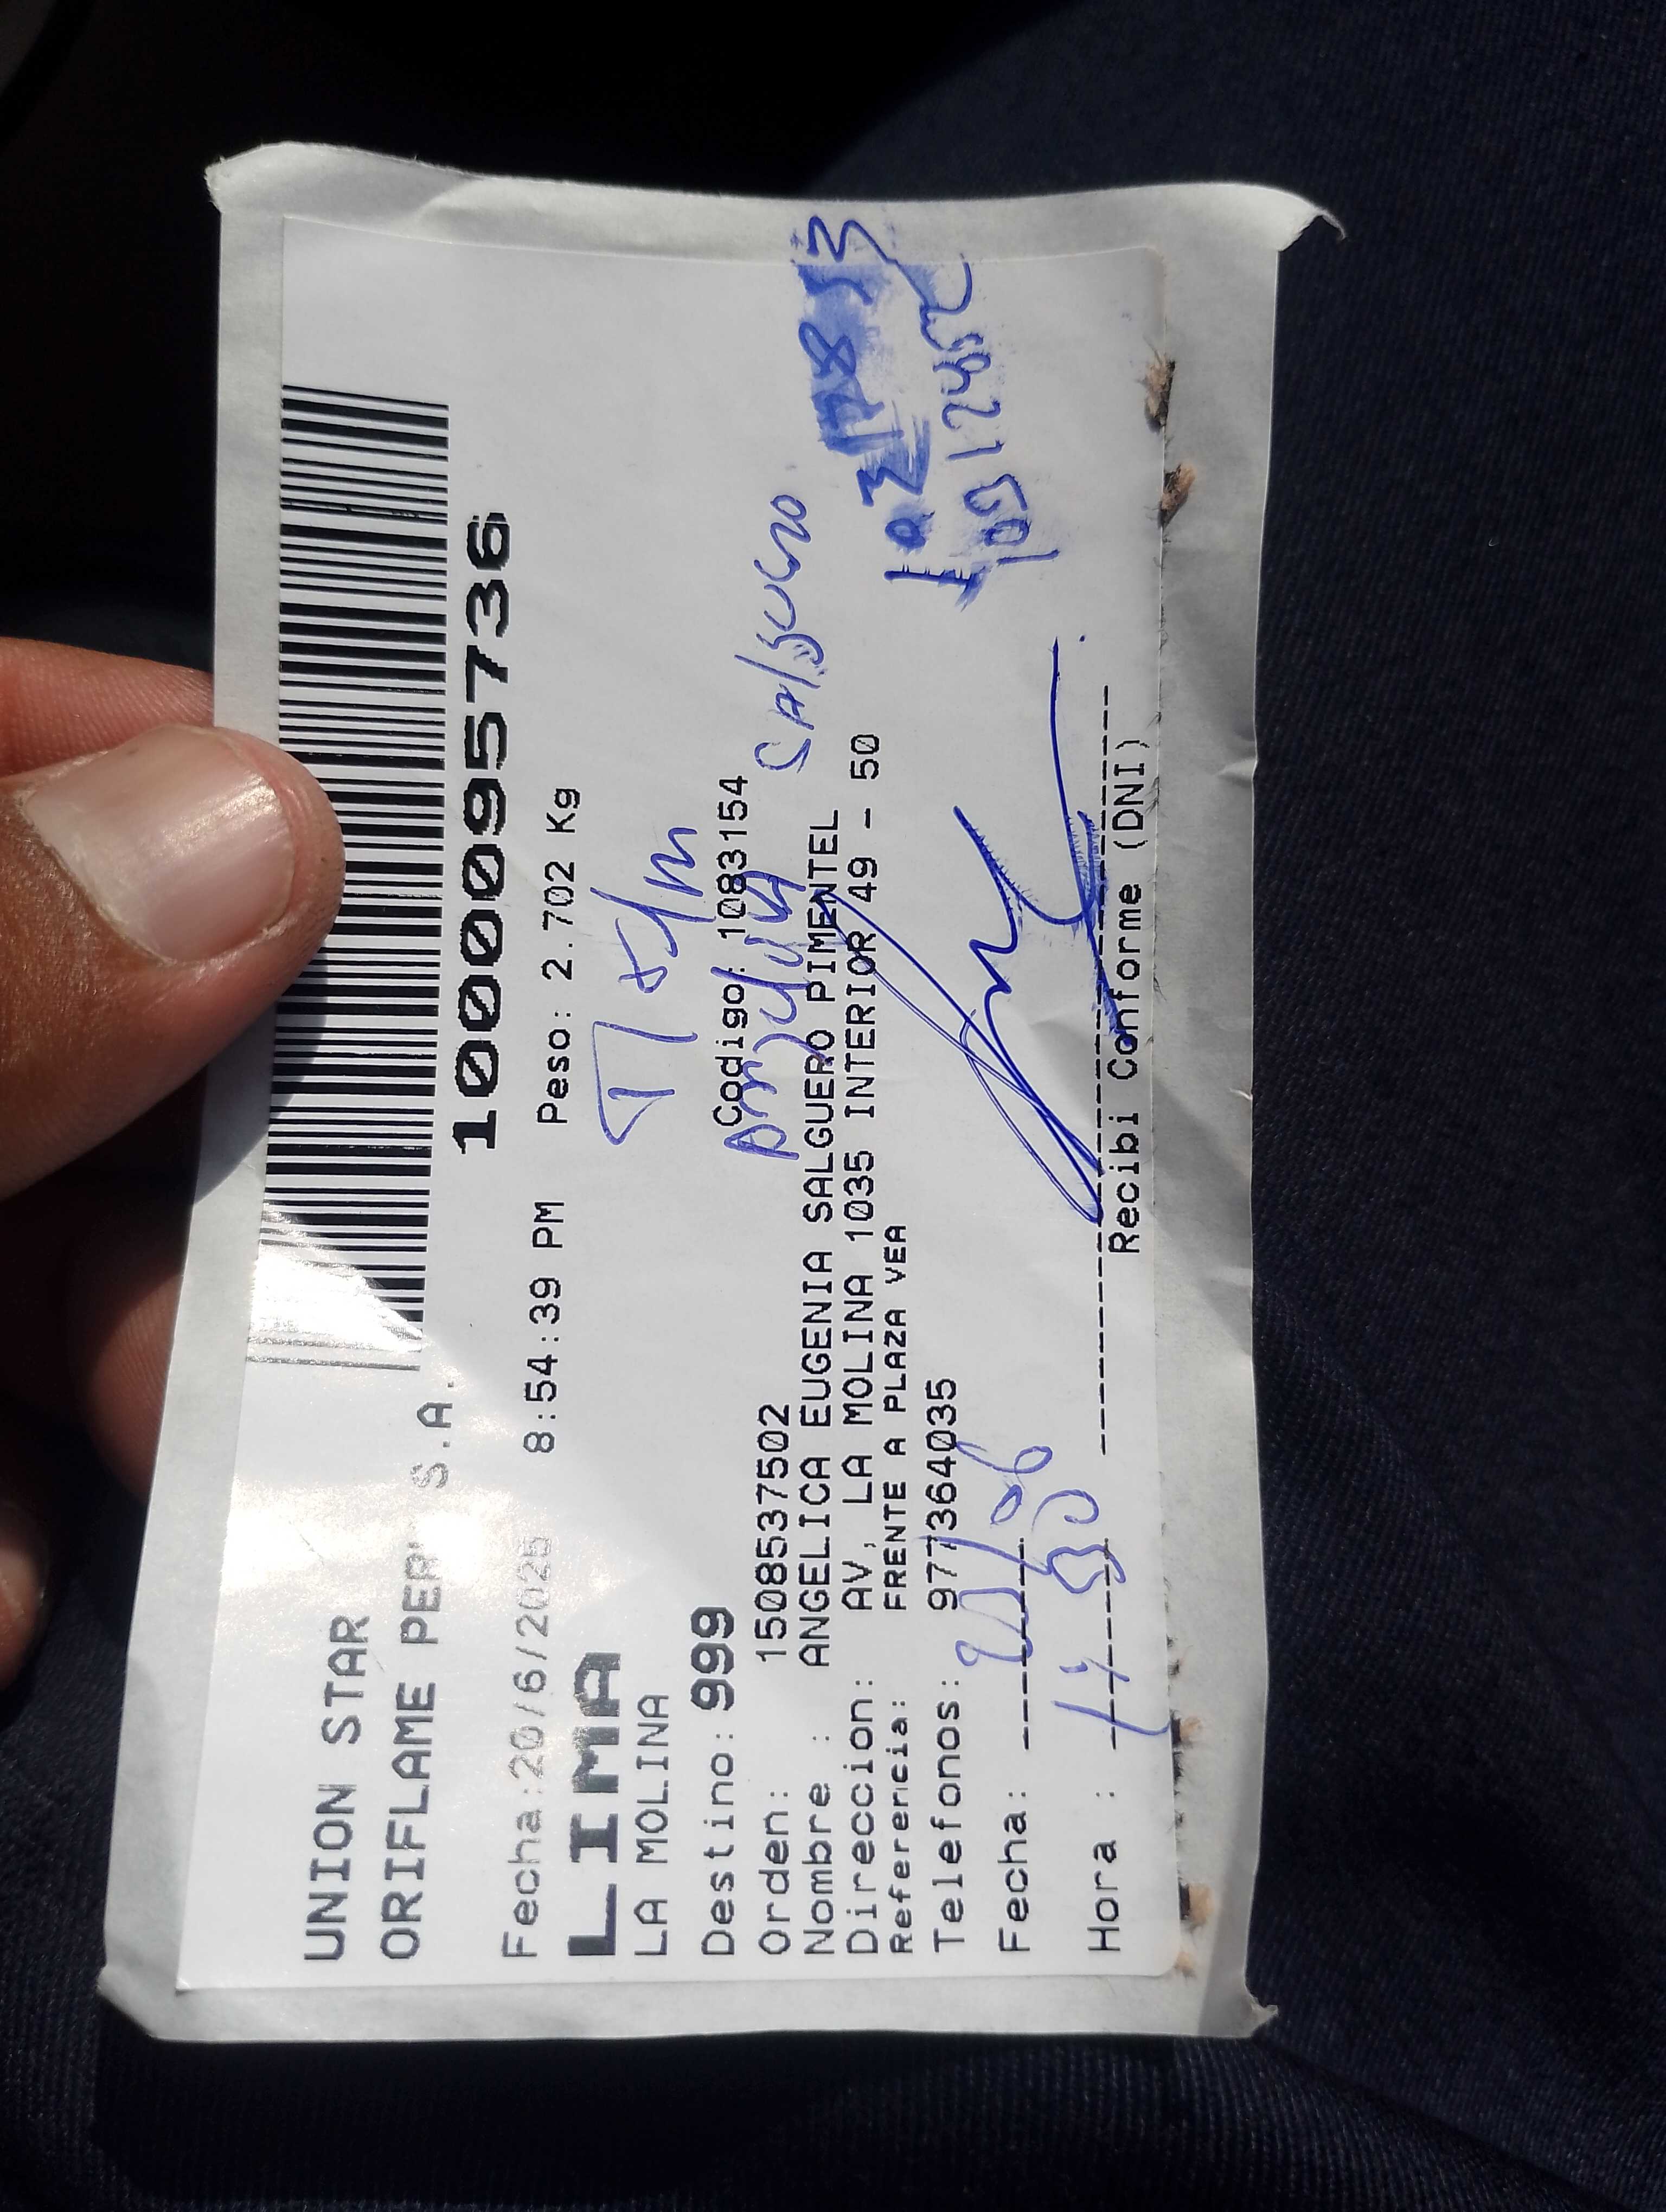 1000095736
UNION STAR
ORIFLAME PERU S.A.
Fecha:20/6/2025 8:54:39 PM Peso: 2.702 Kg
LIMA
LA MOLINA
Destino: 999 Codigo: 1083154
Orden: 1508537502
Angelica Salguero
Nombre : ANGELICA EUGENIA SALGUERO PIMENTEL
Direccion: AV, LA MOLINA 1035 INTERIOR 49 - 50
Referencia: FRENTE A PLAZA VEA
Telefonos: 977364035
Fecha:
Hora :
Recibi Conforme (DNI)